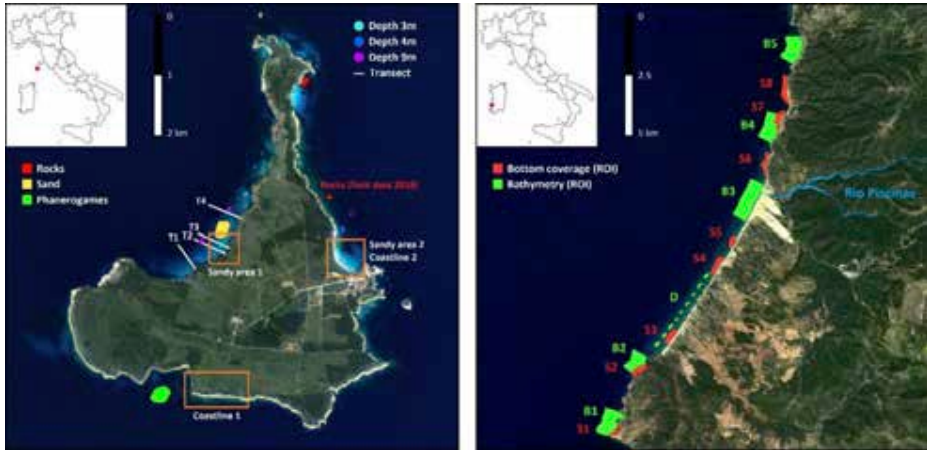 0
1
2 km
Depth 3m
Depth 4m
Depth 9m
Transect
Rocks
Sand
Phanerogames
Rocks (field data 2018)
T4
T3
T2
T1
Sandy area 1
Sandy area 2
Coastline 2
Coastline 1
0
2.5
5 km
Bottom coverage (ROI)
Bathymetry (ROI)
B5
S8
S7
B4
S6
B3
Rio Piscinas
S5
S4
D
S3
B2
S2
B1
S1